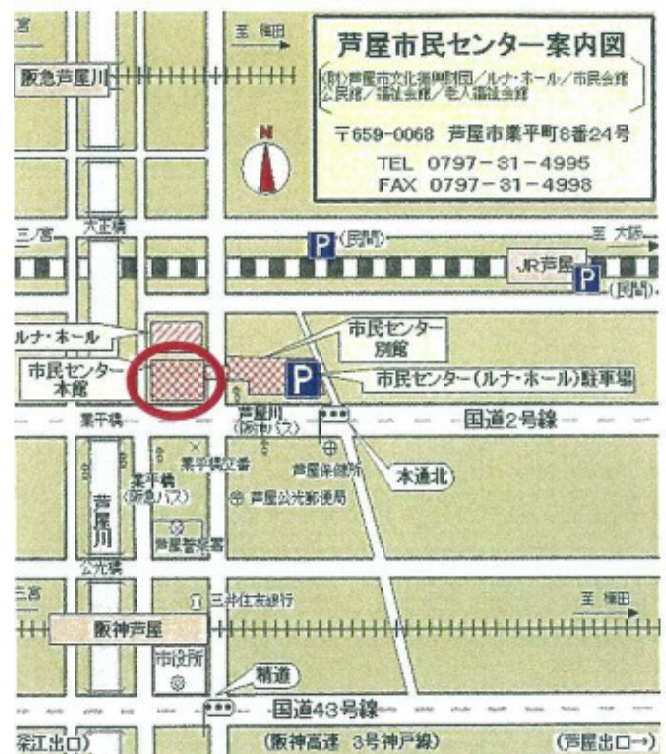 宮
至 梅田
阪急芦屋川
芦屋市民センター案内図
(財)芦屋市文化振興財団/ルナ・ホール/市民会館
公民館/福祉会館/老人福祉会館
〒659-0068 芦屋市業平町8番24号
TEL 0797-31-4995
FAX 0797-31-4998
N
三ノ宮
大正橋
P(民間)
至 大阪
JR芦屋
P
(民間)
ルナ・ホール
市民センター
別館
市民センター
本館
P
市民センター(ルナ・ホール)駐車場
業平橋
芦屋川
(阪急バス)
国道2号線
業平橋交番
芦屋保健所
本通北
業平橋
(阪急バス)
芦屋川
芦屋公光郵便局
芦屋警察署
公光橋
三宮
三井住友銀行
至 梅田
阪神芦屋
市役所
精道
国道43号線
深江出口)
(阪神高速 3号神戸線)
(芦屋出口→)